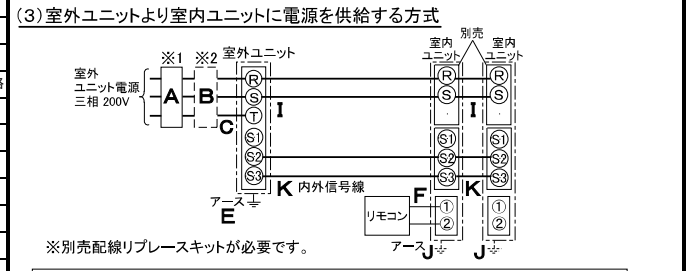 (3)室外ユニットより室内ユニットに電源を供給する方式
別売
※1 ※2 室外ユニット 室内ユニット 室内ユニット
室外
ユニット電源
三相 200V
A B C
R S T S1 S2 S3
I
R S S1 S2 S3 ① ②
I
R S S1 S2 S3 ① ②
K 内外信号線
K
F
リモコン
アース
E
アース J
J
※別売配線リプレースキットが必要です。